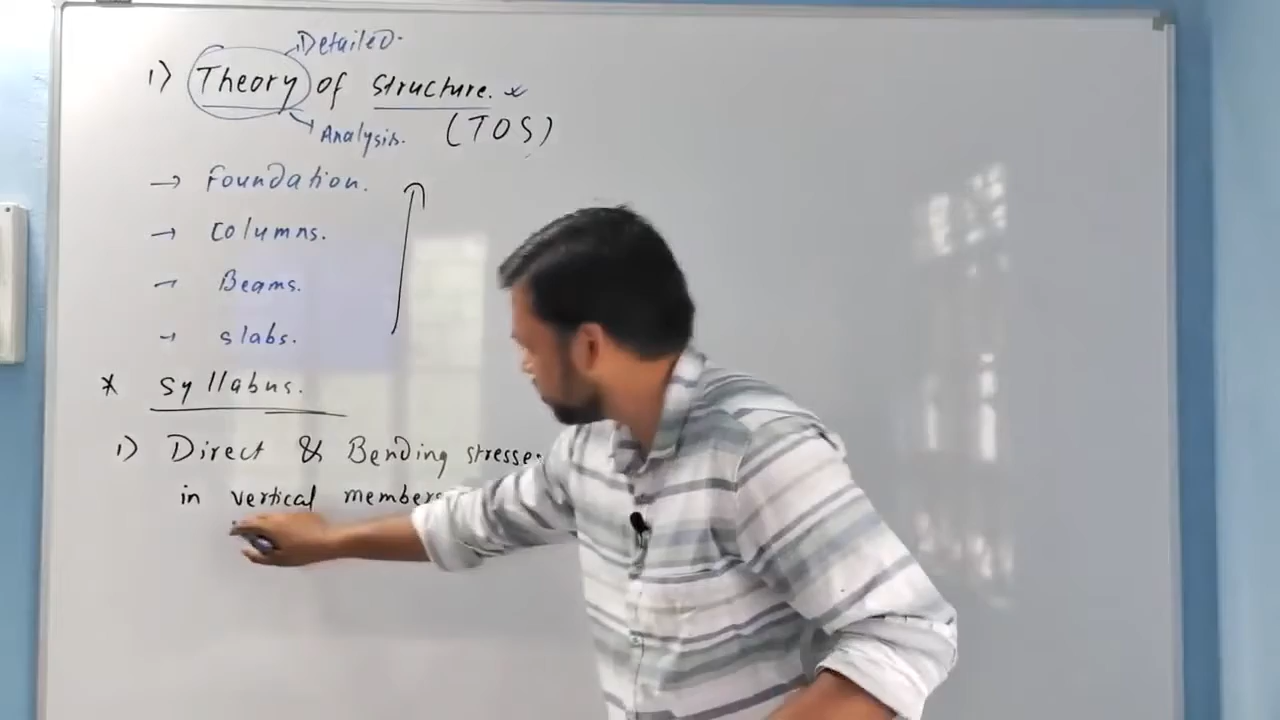 Detailed.
1) Theory of Structure.
Analysis. (TOS)
→ Foundation.
→ Columns.
→ Beams.
→ slabs.
* Syllabus.
1) Direct & Bending stresses
in vertical members